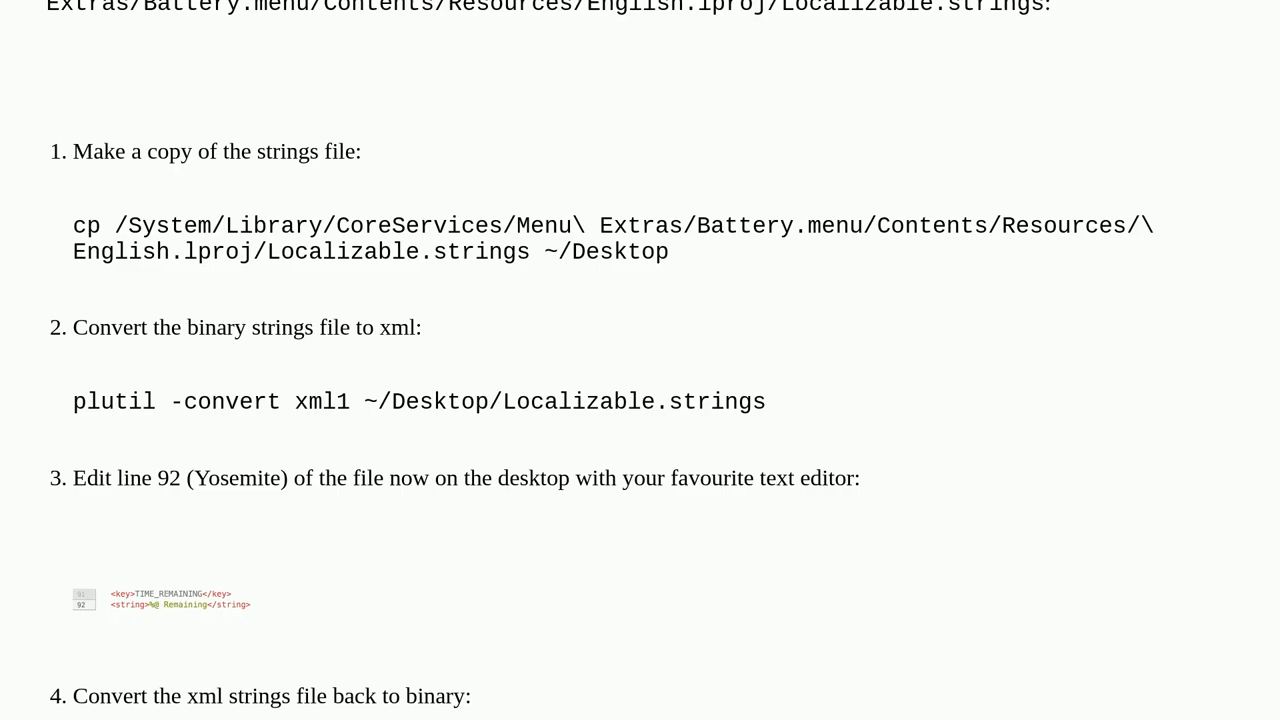 Extras/Battery.menu/Contents/Resources/English.lproj/Localizable.strings:
1. Make a copy of the strings file:
cp /System/Library/CoreServices/Menu\ Extras/Battery.menu/Contents/Resources/\
English.lproj/Localizable.strings ~/Desktop
2. Convert the binary strings file to xml:
plutil -convert xml1 ~/Desktop/Localizable.strings
3. Edit line 92 (Yosemite) of the file now on the desktop with your favourite text editor:
91 <key>TIME_REMAINING</key>
92 <string>%@ Remaining</string>
4. Convert the xml strings file back to binary: